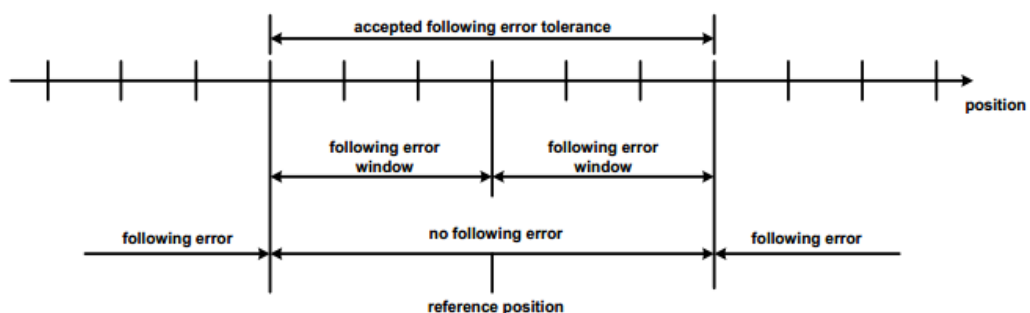 accepted following error tolerance
position
following error
window
following error
window
following error
no following error
following error
reference position